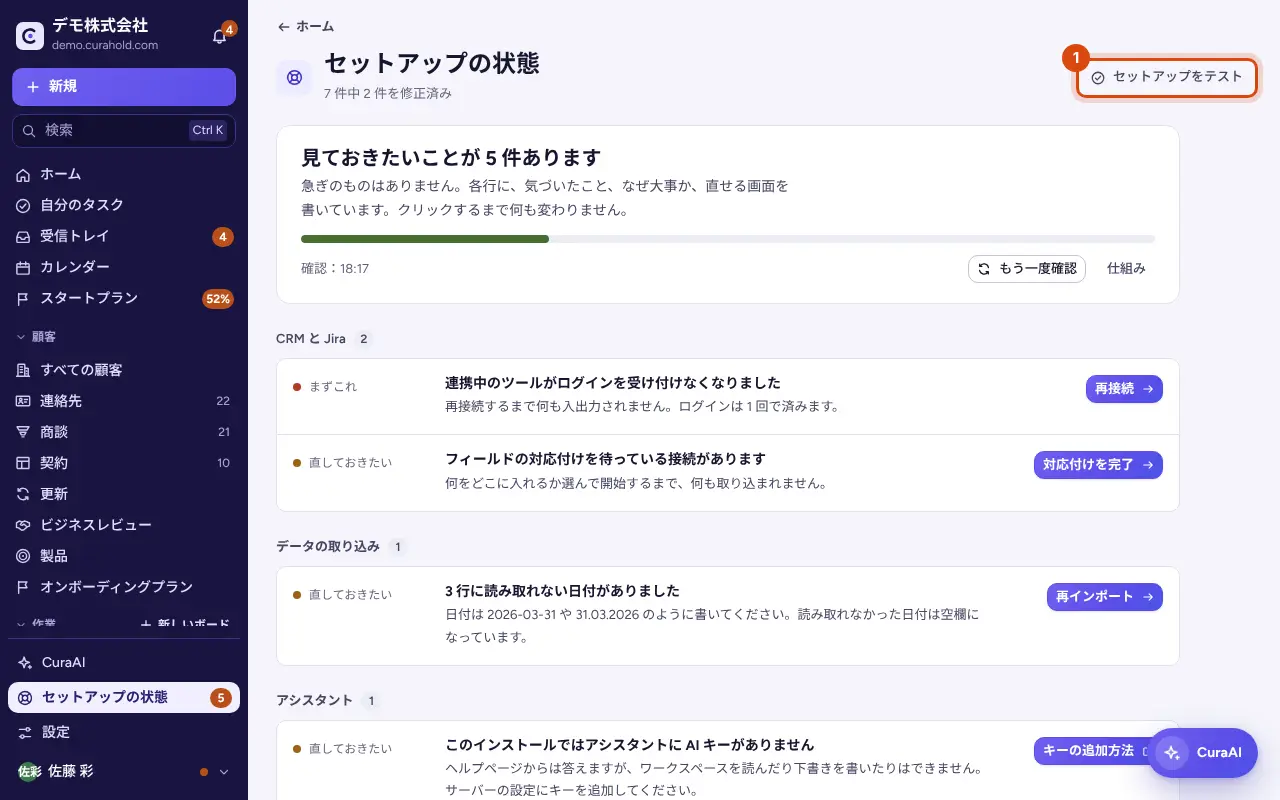 デモ株式会社
demo.curahold.com
4
新規
検索
Ctrl K
ホーム
自分のタスク
受信トレイ
4
カレンダー
スタートプラン
52%
顧客
すべての顧客
連絡先
22
商談
21
契約
10
更新
ビジネスレビュー
製品
オンボーディングプラン
作業
新しいボード
CuraAI
セットアップの状態
5
設定
佐彩
佐藤 彩
← ホーム
セットアップの状態
7 件中 2 件を修正済み
1
セットアップをテスト
見ておきたいことが 5 件あります
急ぎのものはありません。各行に、気づいたこと、なぜ大事か、直せる画面を
書いています。クリックするまで何も変わりません。
確認：18:17
もう一度確認
仕組み
CRM と Jira 2
まずこれ
連携中のツールがログインを受け付けなくなりました
再接続するまで何も入出力されません。ログインは 1 回で済みます。
再接続 →
直しておきたい
フィールドの対応付けを待っている接続があります
何をどこに入れるか選んで開始するまで、何も取り込まれません。
対応付けを完了 →
データの取り込み 1
直しておきたい
3 行に読み取れない日付がありました
日付は 2026-03-31 や 31.03.2026 のように書いてください。読み取れなかった日付は空欄に
なっています。
再インポート →
アシスタント 1
直しておきたい
このインストールではアシスタントに AI キーがありません
ヘルプページからは答えますが、ワークスペースを読んだり下書きを書いたりはできません。
サーバーの設定にキーを追加してください。
キーの追加方法
CuraAI